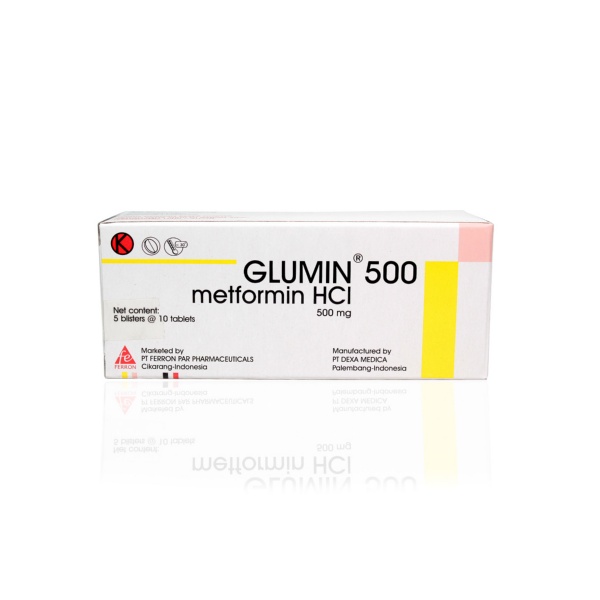 K
GLUMIN® 500
metformin HCl
500 mg
Net content:
5 blisters @ 10 tablets
fe
FERRON
Marketed by
PT FERRON PAR PHARMACEUTICALS
Cikarang-Indonesia
Manufactured by
PT DEXA MEDICA
Palembang-Indonesia